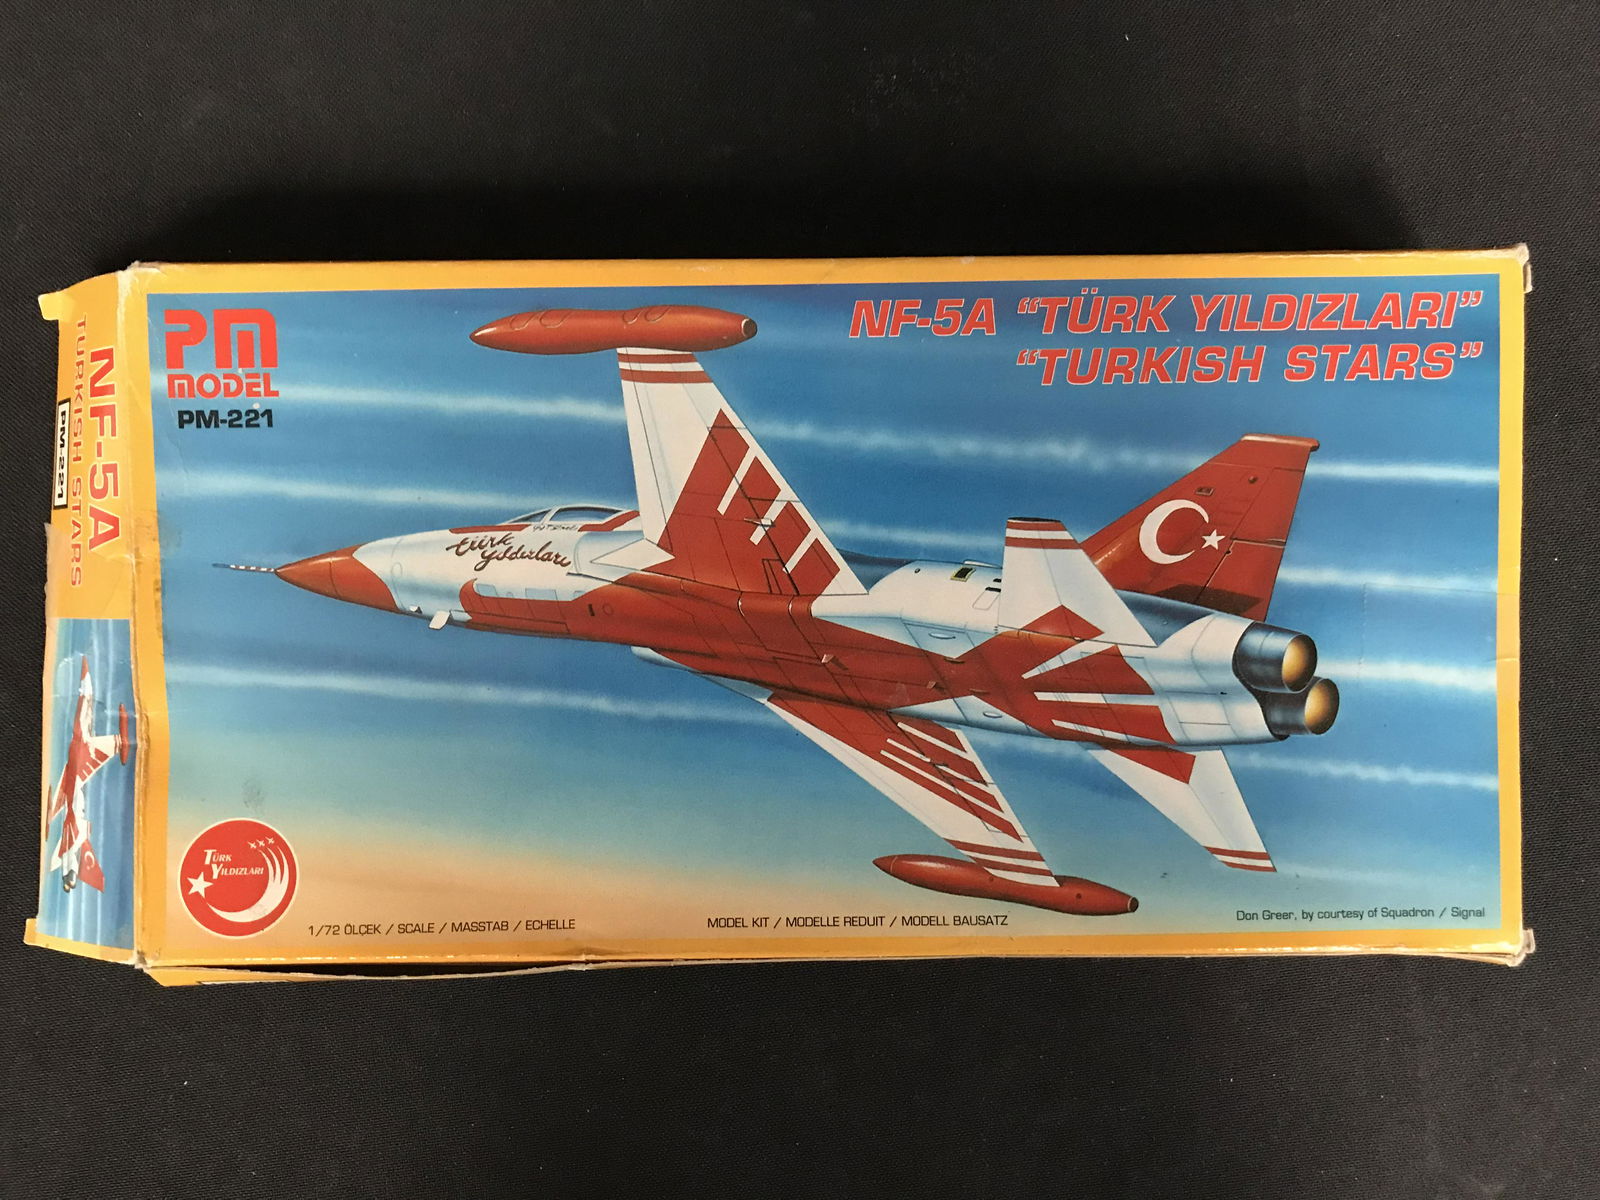 PM
MODEL
PM-221
NF-5A “TÜRK YILDIZLARI”
“TURKISH STARS”
türk
yıldızları
TÜRK
YILDIZLARI
1/72 ÖLÇEK / SCALE / MASSTAB / ECHELLE
MODEL KIT / MODELLE REDUIT / MODELL BAUSATZ
Don Greer, by courtesy of Squadron / Signal
NF-5A
TURKISH STARS
PM-221